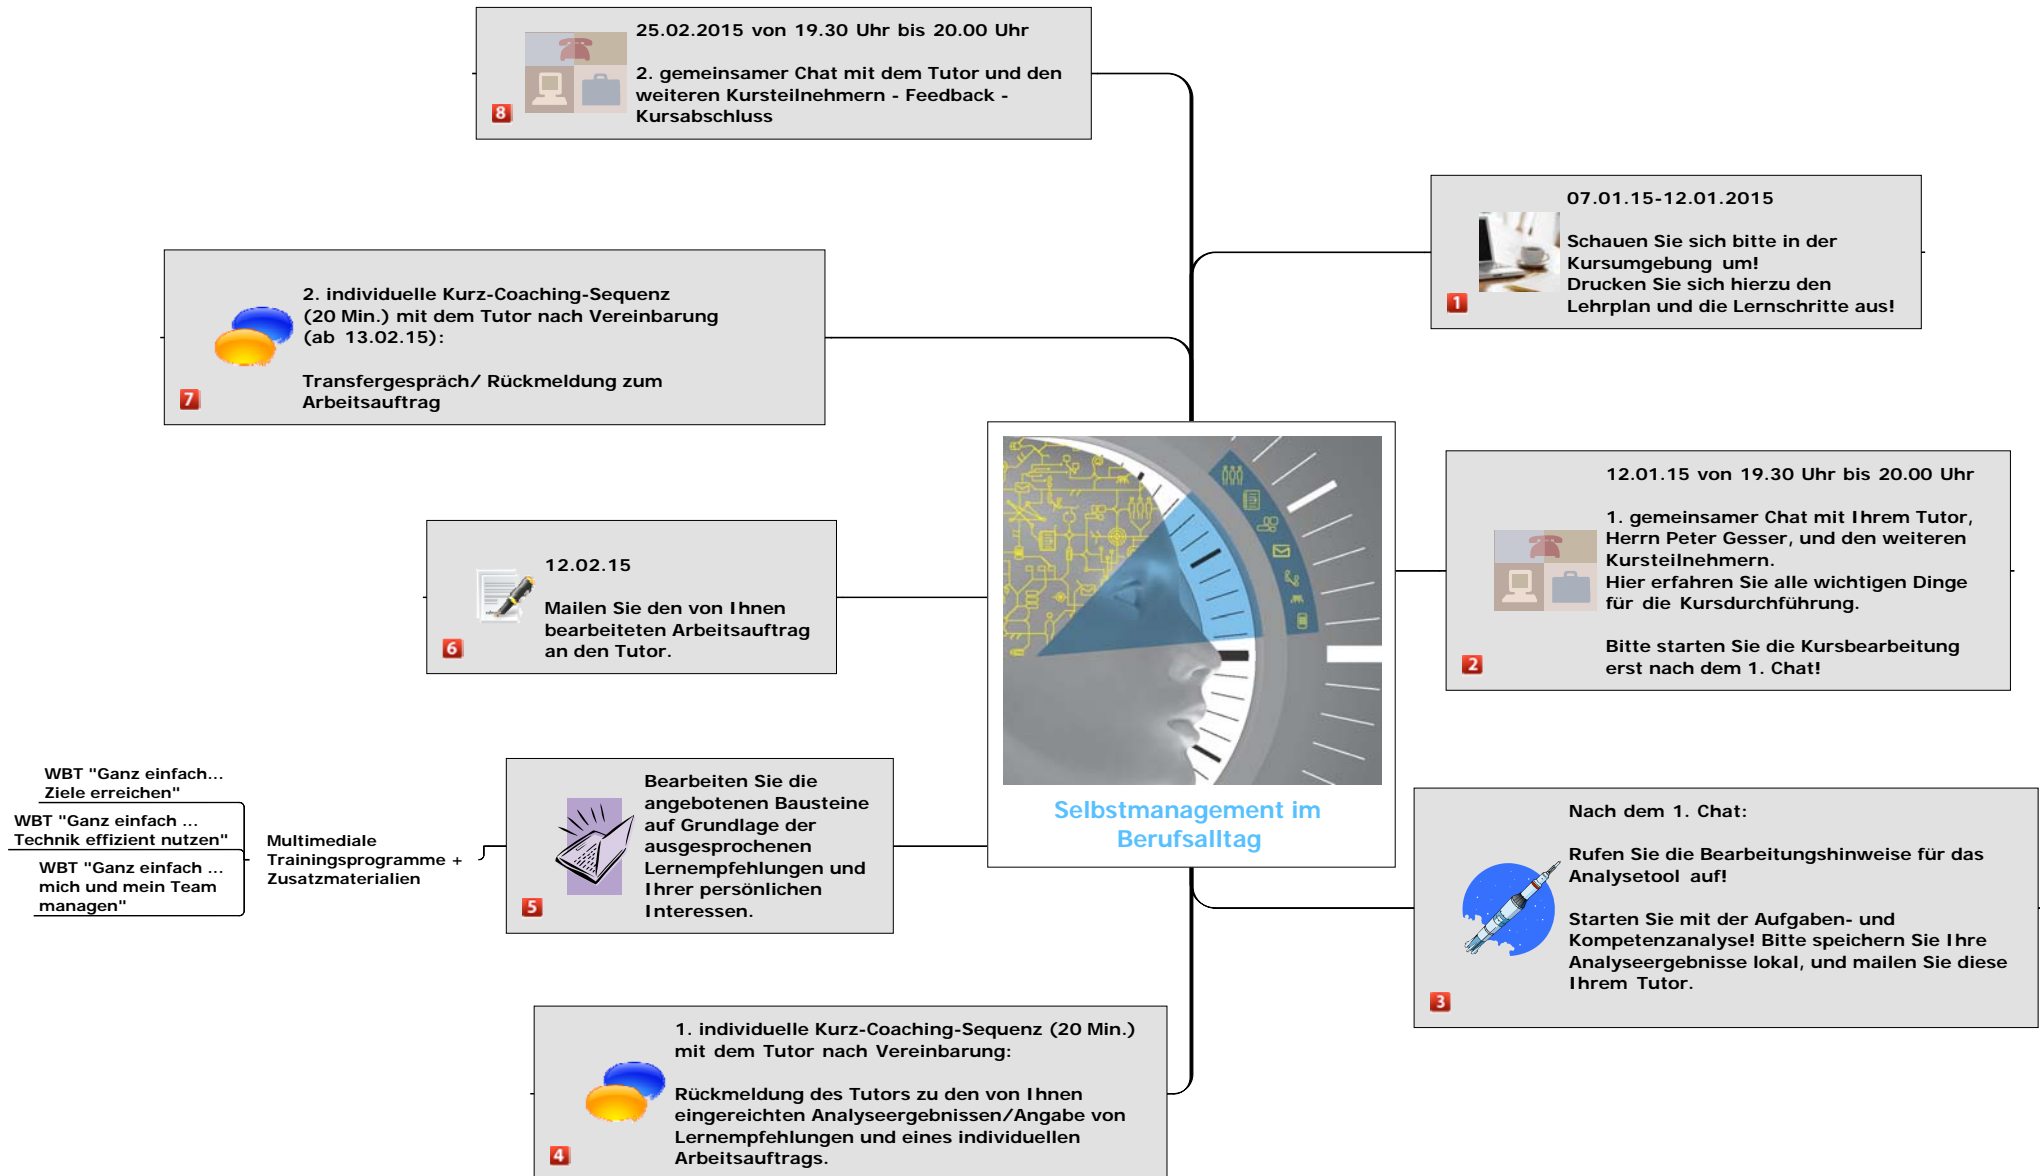 25.02.2015 von 19.30 Uhr bis 20.00 Uhr
2. gemeinsamer Chat mit dem Tutor und den
weiteren Kursteilnehmern - Feedback -
Kursabschluss
8
07.01.15-12.01.2015
Schauen Sie sich bitte in der
Kursumgebung um!
Drucken Sie sich hierzu den
Lehrplan und die Lernschritte aus!
1
2. individuelle Kurz-Coaching-Sequenz
(20 Min.) mit dem Tutor nach Vereinbarung
(ab 13.02.15):
Transfergespräch/ Rückmeldung zum
Arbeitsauftrag
7
12.01.15 von 19.30 Uhr bis 20.00 Uhr
1. gemeinsamer Chat mit Ihrem Tutor,
Herrn Peter Gesser, und den weiteren
Kursteilnehmern.
Hier erfahren Sie alle wichtigen Dinge
für die Kursdurchführung.
Bitte starten Sie die Kursbearbeitung
erst nach dem 1. Chat!
2
12.02.15
Mailen Sie den von Ihnen
bearbeiteten Arbeitsauftrag
an den Tutor.
6
Selbstmanagement im
Berufsalltag
WBT "Ganz einfach...
Ziele erreichen"
WBT "Ganz einfach ...
Technik effizient nutzen"
WBT "Ganz einfach ...
mich und mein Team
managen"
Multimediale
Trainingsprogramme +
Zusatzmaterialien
Bearbeiten Sie die
angebotenen Bausteine
auf Grundlage der
ausgesprochenen
Lernempfehlungen und
Ihrer persönlichen
Interessen.
5
Nach dem 1. Chat:
Rufen Sie die Bearbeitungshinweise für das
Analysetool auf!
Starten Sie mit der Aufgaben- und
Kompetenzanalyse! Bitte speichern Sie Ihre
Analyseergebnisse lokal, und mailen Sie diese
Ihrem Tutor.
3
1. individuelle Kurz-Coaching-Sequenz (20 Min.)
mit dem Tutor nach Vereinbarung:
Rückmeldung des Tutors zu den von Ihnen
eingereichten Analyseergebnissen/Angabe von
Lernempfehlungen und eines individuellen
Arbeitsauftrags.
4